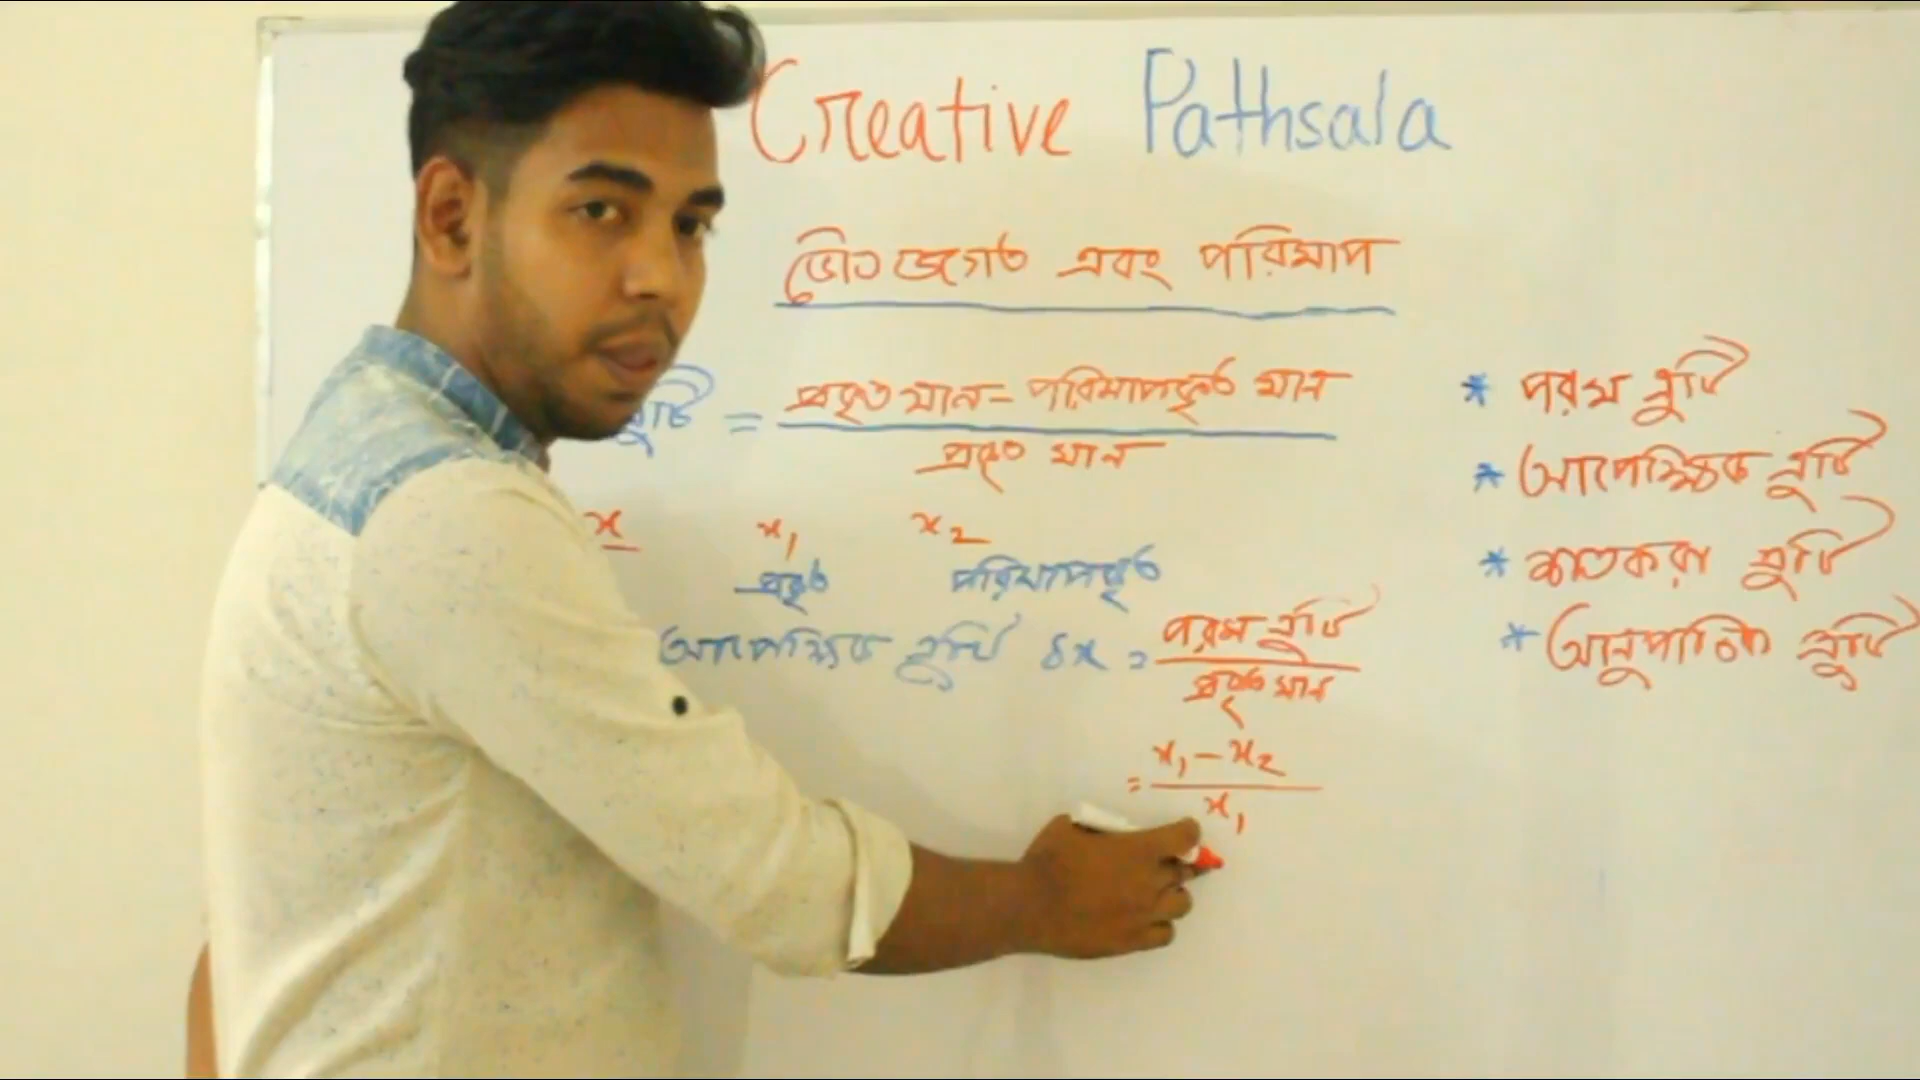 Creative Pathsala
ভৌত জগত এবং পরিমাপ
ত্রুটি = প্রকৃত মান - পরিমাপকৃত মান
প্রকৃত মান
x x₁ x₂
প্রকৃত পরিমাপকৃত
আপেক্ষিক ত্রুটি δx = পরম ত্রুটি
প্রকৃত মান
= x₁ - x₂
x₁
* পরম ত্রুটি
* আপেক্ষিক ত্রুটি
* শতকরা ত্রুটি
* আনুপাতিক ত্রুটি